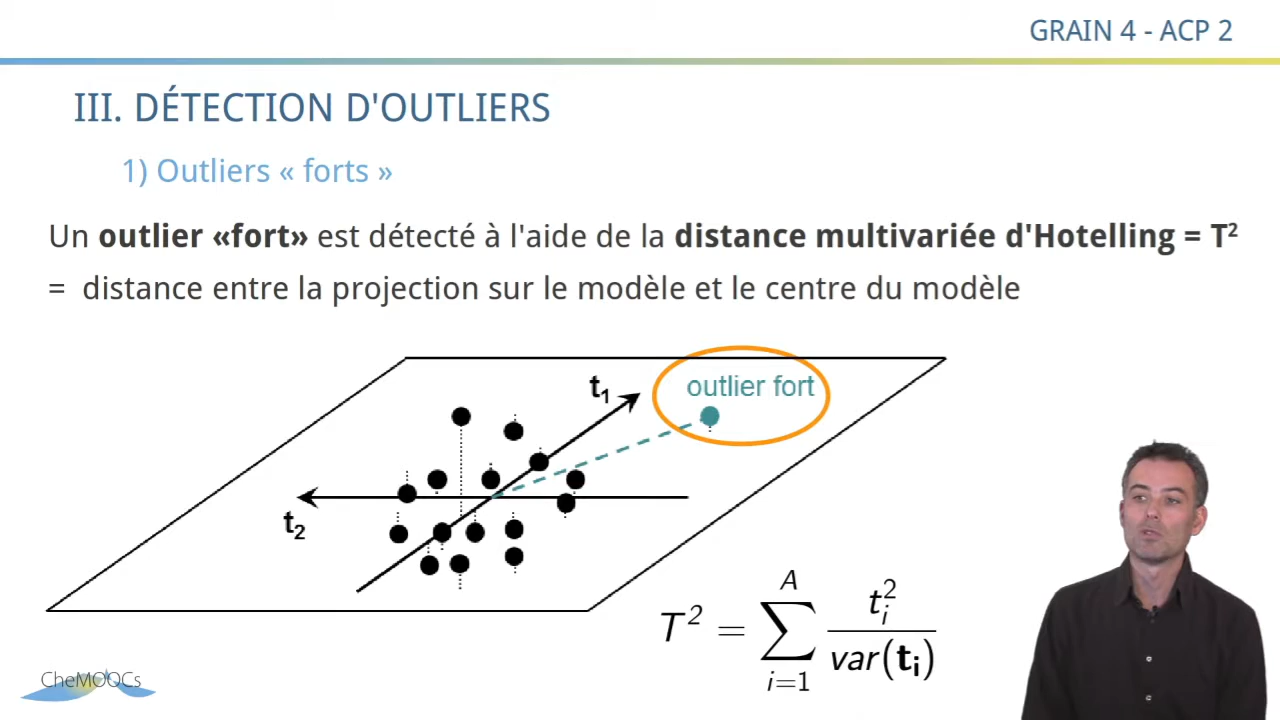 GRAIN 4 - ACP 2
III. DÉTECTION D'OUTLIERS
1) Outliers « forts »
Un outlier «fort» est détecté à l'aide de la distance multivariée d'Hotelling = T²
= distance entre la projection sur le modèle et le centre du modèle
t₁
outlier fort
t₂
T² = ∑_{i=1}^{A} t_i² / var(t_i)
CheMOOCs